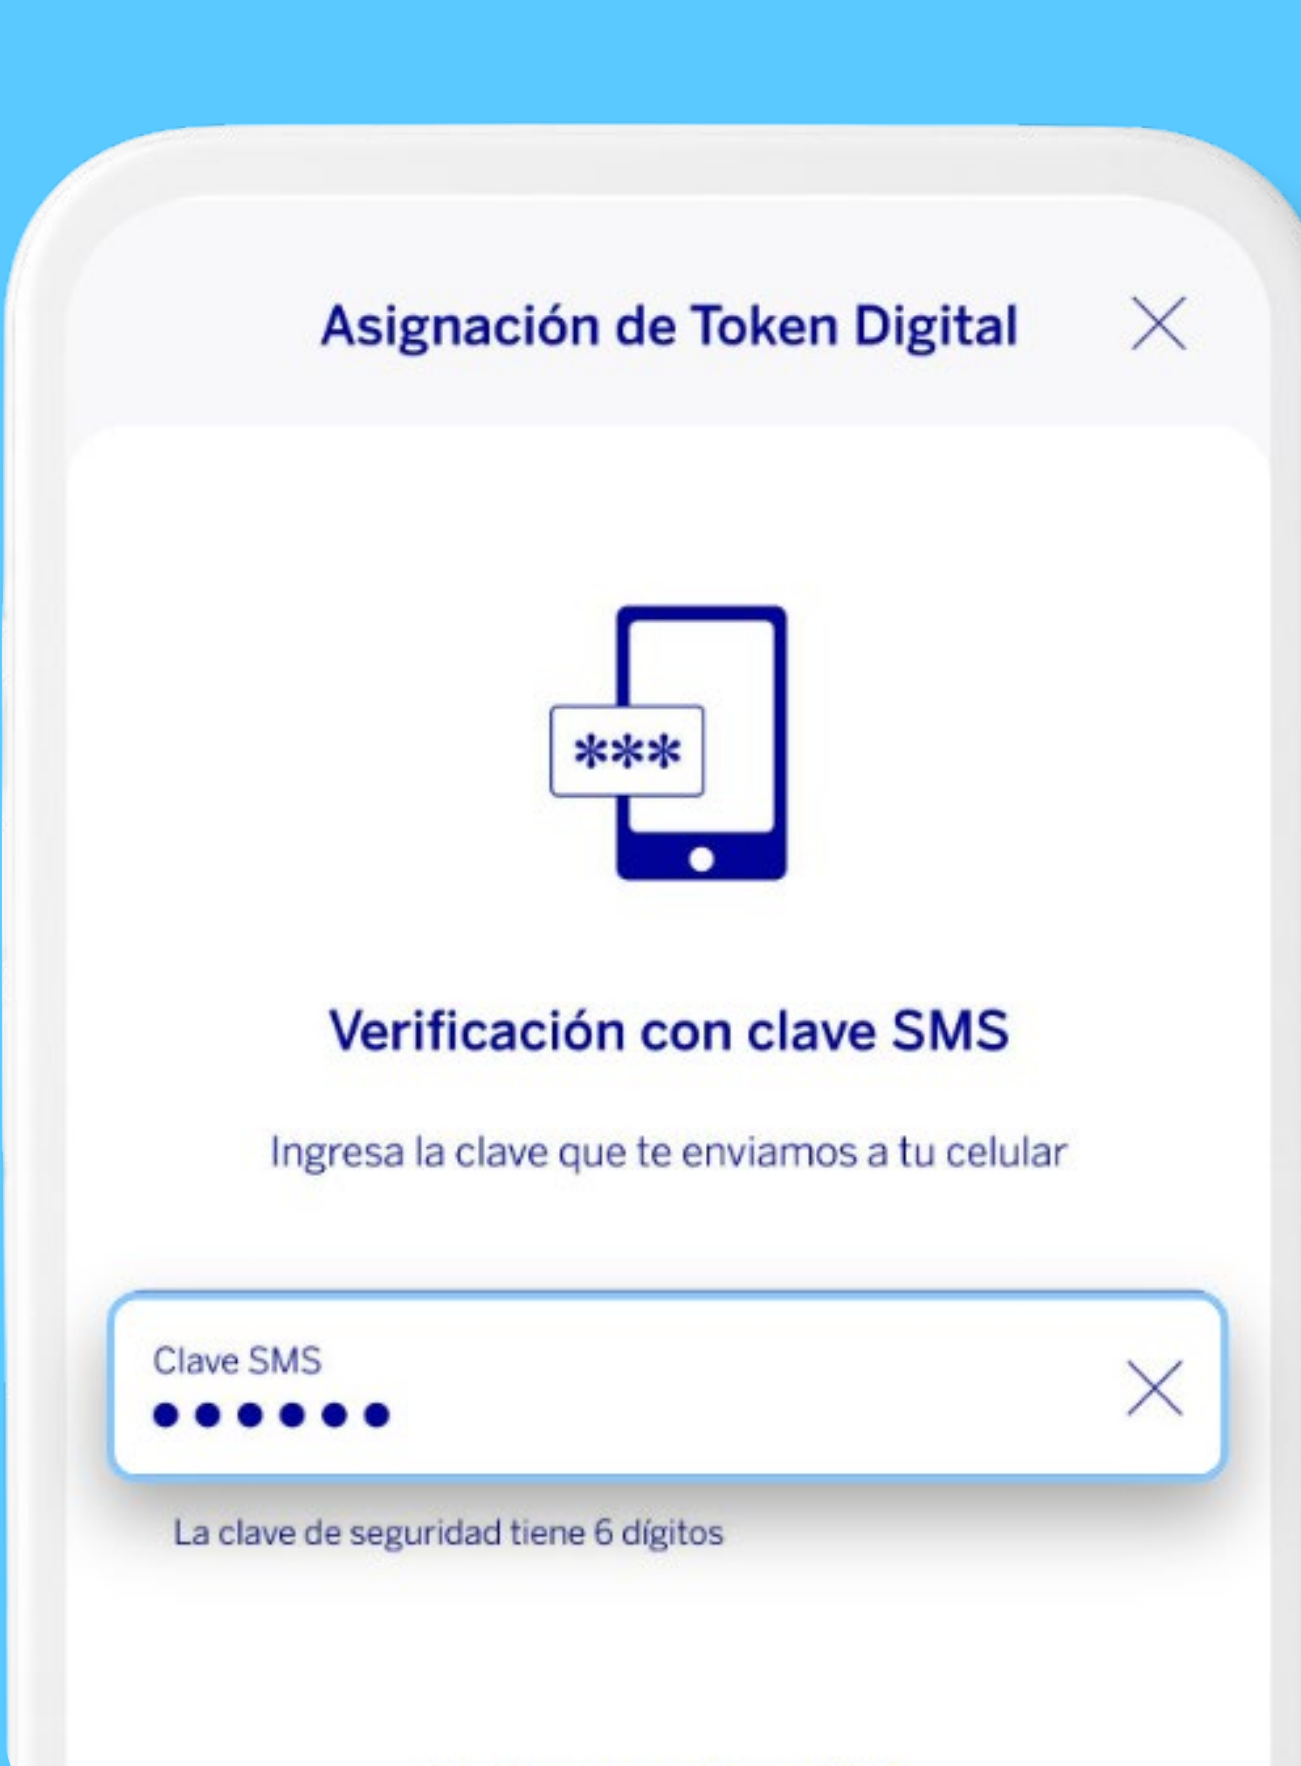 Asignación de Token Digital
***
Verificación con clave SMS
Ingresa la clave que te enviamos a tu celular
Clave SMS
••••••
La clave de seguridad tiene 6 dígitos